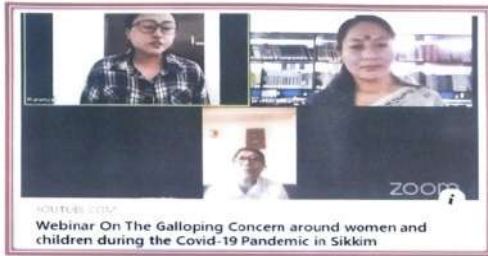 zoom
i
YOUTUBE.COM
Webinar On The Galloping Concern around women and
children during the Covid-19 Pandemic in Sikkim